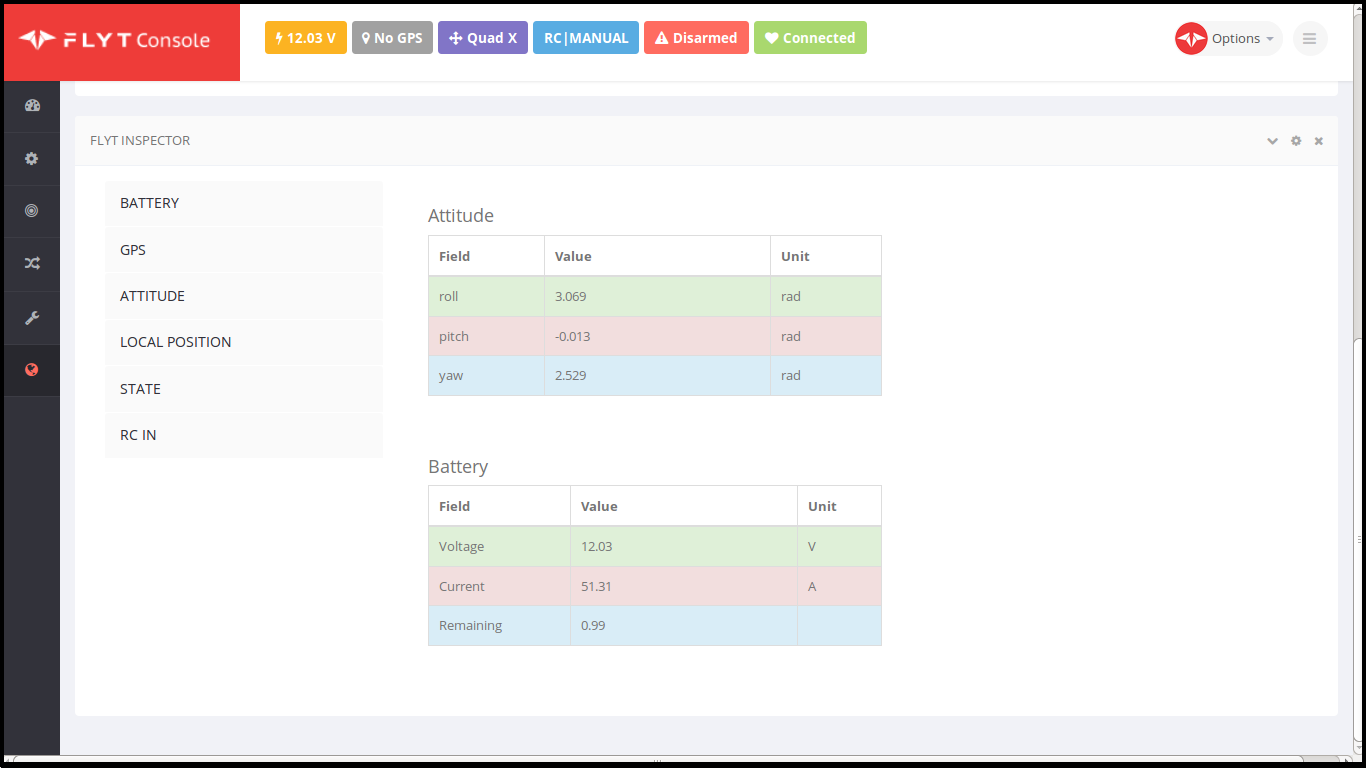 FLYT Console
12.03 V
No GPS
Quad X
RC|MANUAL
Disarmed
Connected
Options
FLYT INSPECTOR
BATTERY
GPS
ATTITUDE
LOCAL POSITION
STATE
RC IN
Attitude
Field Value Unit
roll 3.069 rad
pitch -0.013 rad
yaw 2.529 rad
Battery
Field Value Unit
Voltage 12.03 V
Current 51.31 A
Remaining 0.99